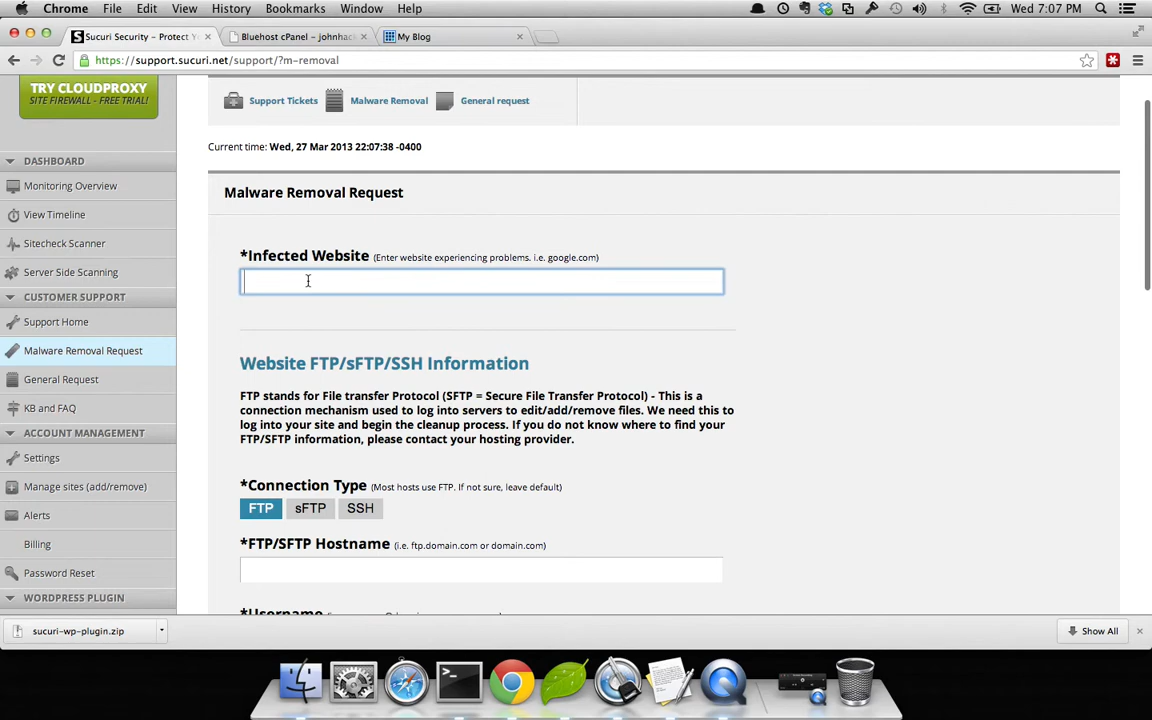 Chrome File Edit View History Bookmarks Window Help Wed 7:07 PM
Sucuri Security – Protect Y
Bluehost cPanel – johnhack
My Blog
https://support.sucuri.net/support/?m-removal
TRY CLOUDPROXY
SITE FIREWALL - FREE TRIAL!
DASHBOARD
Monitoring Overview
View Timeline
Sitecheck Scanner
Server Side Scanning
CUSTOMER SUPPORT
Support Home
Malware Removal Request
General Request
KB and FAQ
ACCOUNT MANAGEMENT
Settings
Manage sites (add/remove)
Alerts
Billing
Password Reset
WORDPRESS PLUGIN
Support Tickets Malware Removal General request
Current time: Wed, 27 Mar 2013 22:07:38 -0400
Malware Removal Request
*Infected Website (Enter website experiencing problems. i.e. google.com)
Website FTP/sFTP/SSH Information
FTP stands for File transfer Protocol (SFTP = Secure File Transfer Protocol) - This is a
connection mechanism used to log into servers to edit/add/remove files. We need this to
log into your site and begin the cleanup process. If you do not know where to find your
FTP/SFTP information, please contact your hosting provider.
*Connection Type (Most hosts use FTP. If not sure, leave default)
FTP sFTP SSH
*FTP/SFTP Hostname (i.e. ftp.domain.com or domain.com)
*Username
sucuri-wp-plugin.zip
Show All